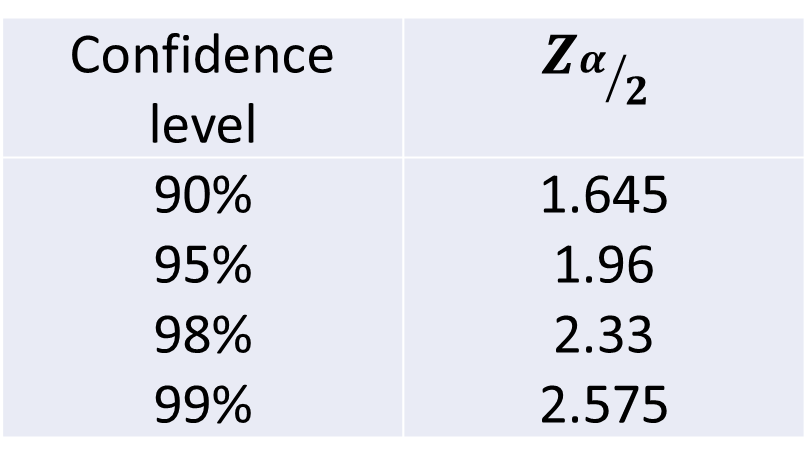 Confidence level Zα/2
90% 1.645
95% 1.96
98% 2.33
99% 2.575